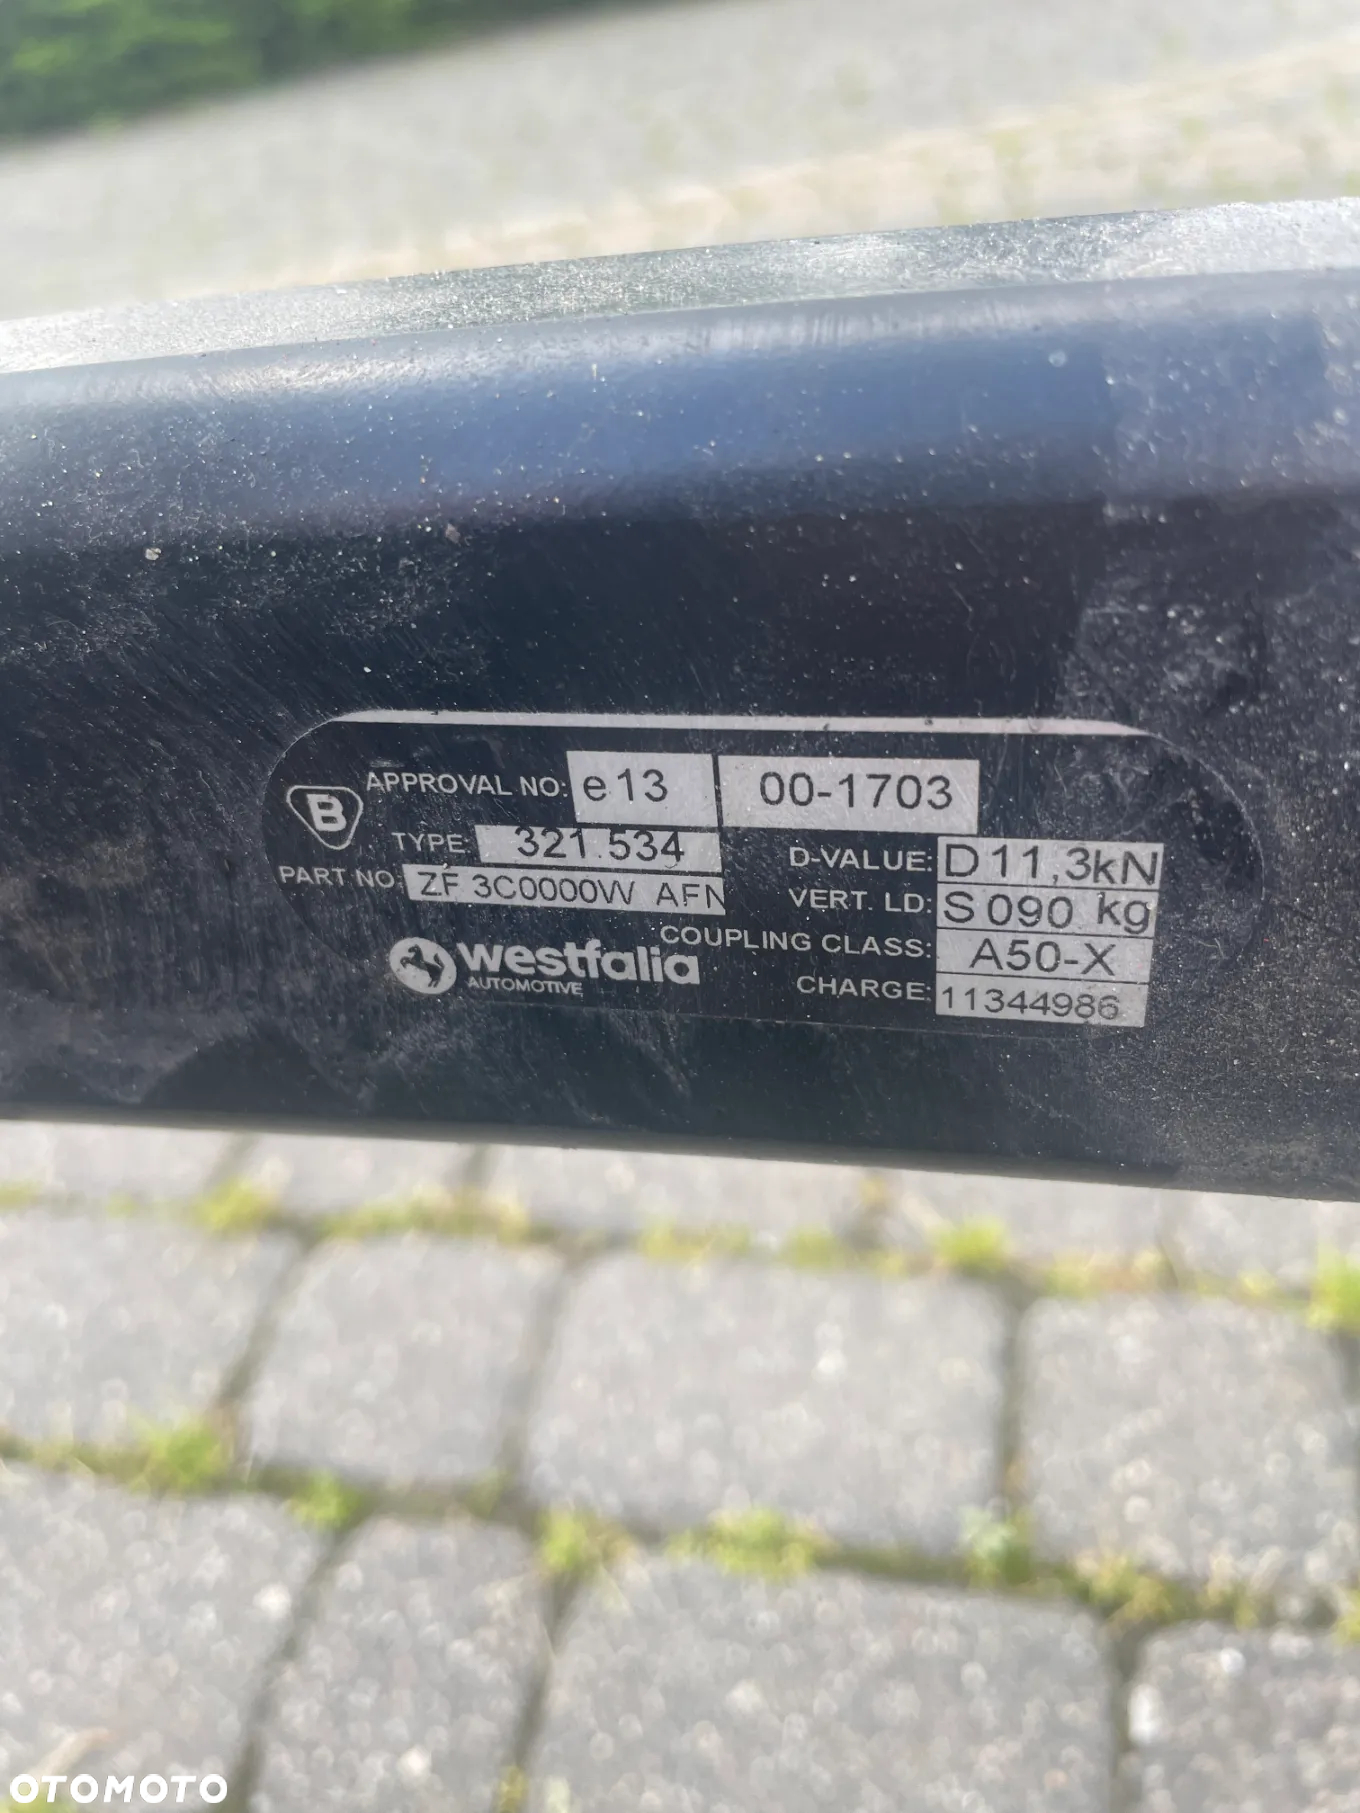 B
APPROVAL NO: e13 00-1703
TYPE: 321.534
PART NO: ZF 3C0000W AFN
D-VALUE: D 11,3kN
VERT. LD: S 090 kg
COUPLING CLASS: A50-X
CHARGE: 11344986
westfalia
AUTOMOTIVE
OTOMOTO